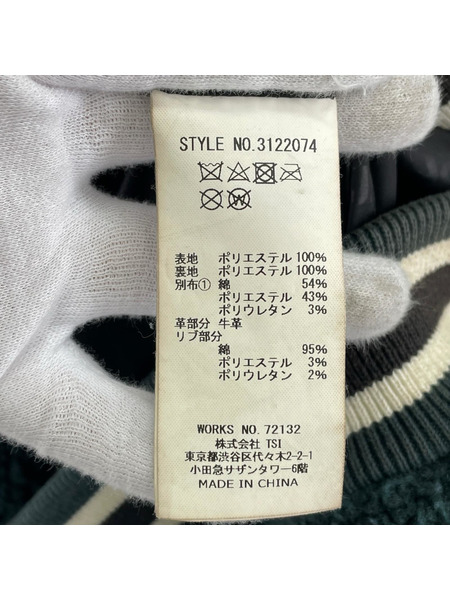 STYLE NO.3122074
表地 ポリエステル 100%
裏地 ポリエステル 100%
別布① 綿 54%
ポリエステル 43%
ポリウレタン 3%
革部分 牛革
リブ部分
綿 95%
ポリエステル 3%
ポリウレタン 2%
WORKS NO. 72132
株式会社 TSI
東京都渋谷区代々木2-2-1
小田急サザンタワー6階
MADE IN CHINA